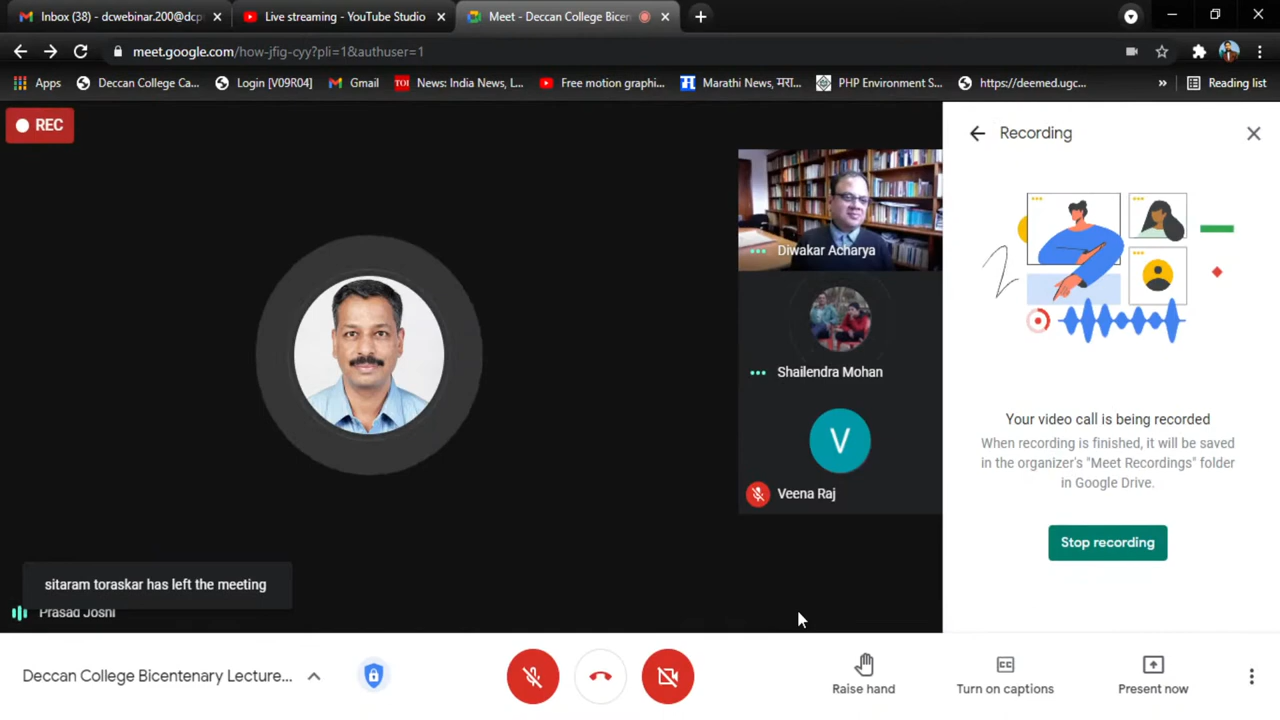 Inbox (38) - dcwebinar.200@dcp
Live streaming - YouTube Studio
Meet - Deccan College Bicen
meet.google.com/how-jfig-cyy?pli=1&authuser=1
Apps
Deccan College Ca...
Login [V09R04]
Gmail
TOI
News: India News, L...
Free motion graphi...
Marathi News, मरा...
PHP Environment S...
https://deemed.ugc...
»
Reading list
REC
Recording
Diwakar Acharya
Shailendra Mohan
V
Veena Raj
Your video call is being recorded
When recording is finished, it will be saved
in the organizer's "Meet Recordings" folder
in Google Drive.
Stop recording
sitaram toraskar has left the meeting
Prasad Joshi
Deccan College Bicentenary Lecture...
Raise hand
CC
Turn on captions
Present now